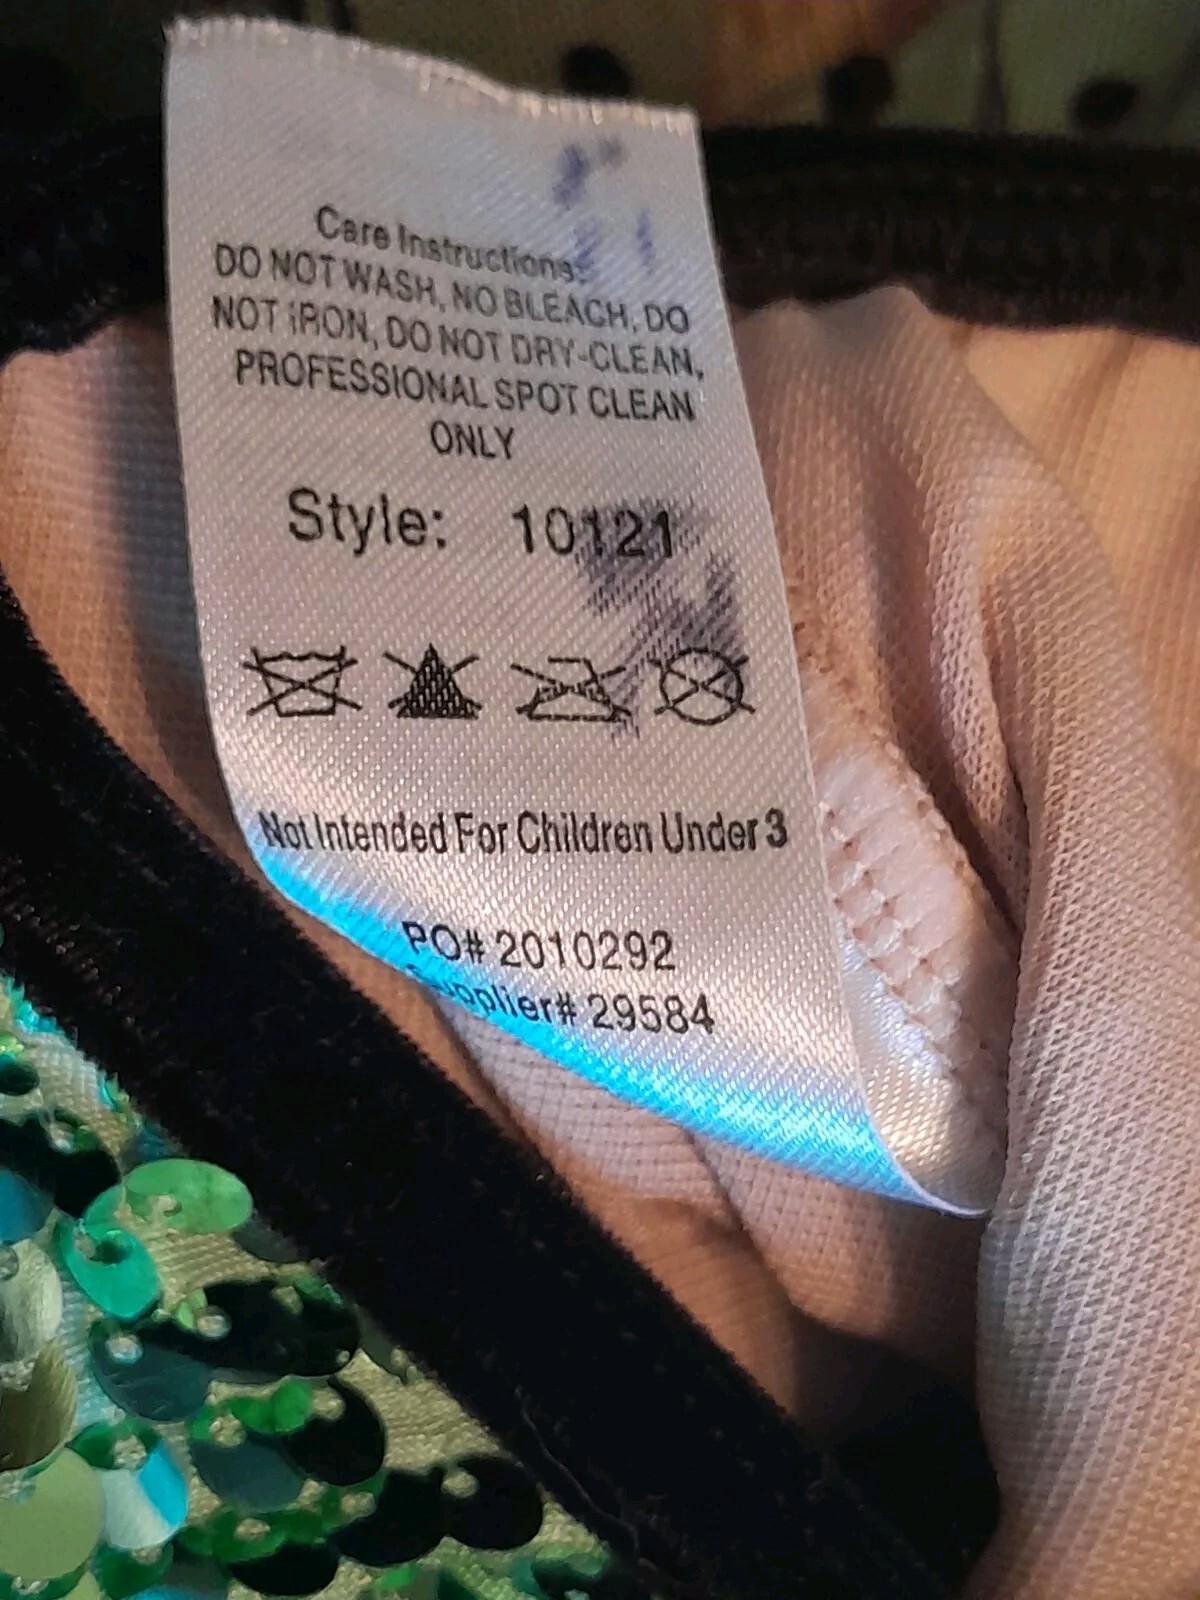 Care Instructions:
DO NOT WASH, NO BLEACH, DO
NOT iRON, DO NOT DRY-CLEAN,
PROFESSIONAL SPOT CLEAN
ONLY
Style: 10121
Not Intended For Children Under 3
PO# 2010292
Supplier# 29584